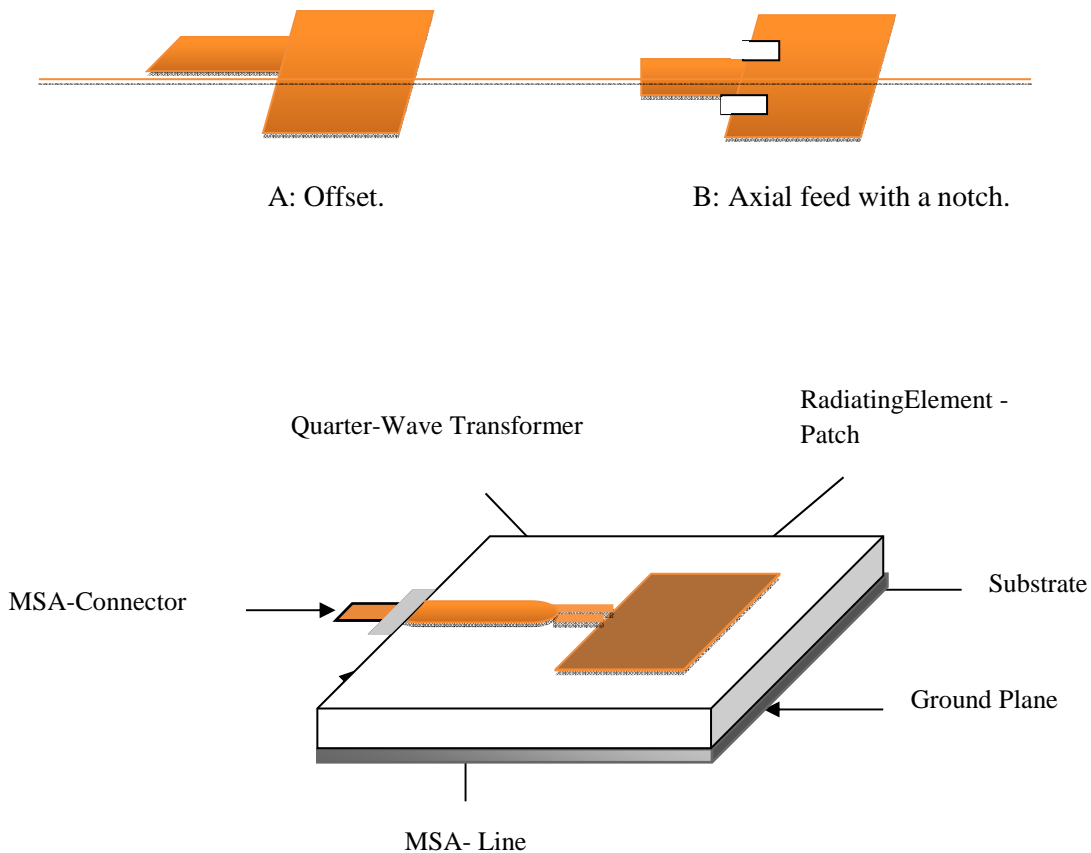 A: Offset.
B: Axial feed with a notch.
RadiatingElement -
Patch
Quarter-Wave Transformer
Substrate
MSA-Connector
Ground Plane
MSA- Line